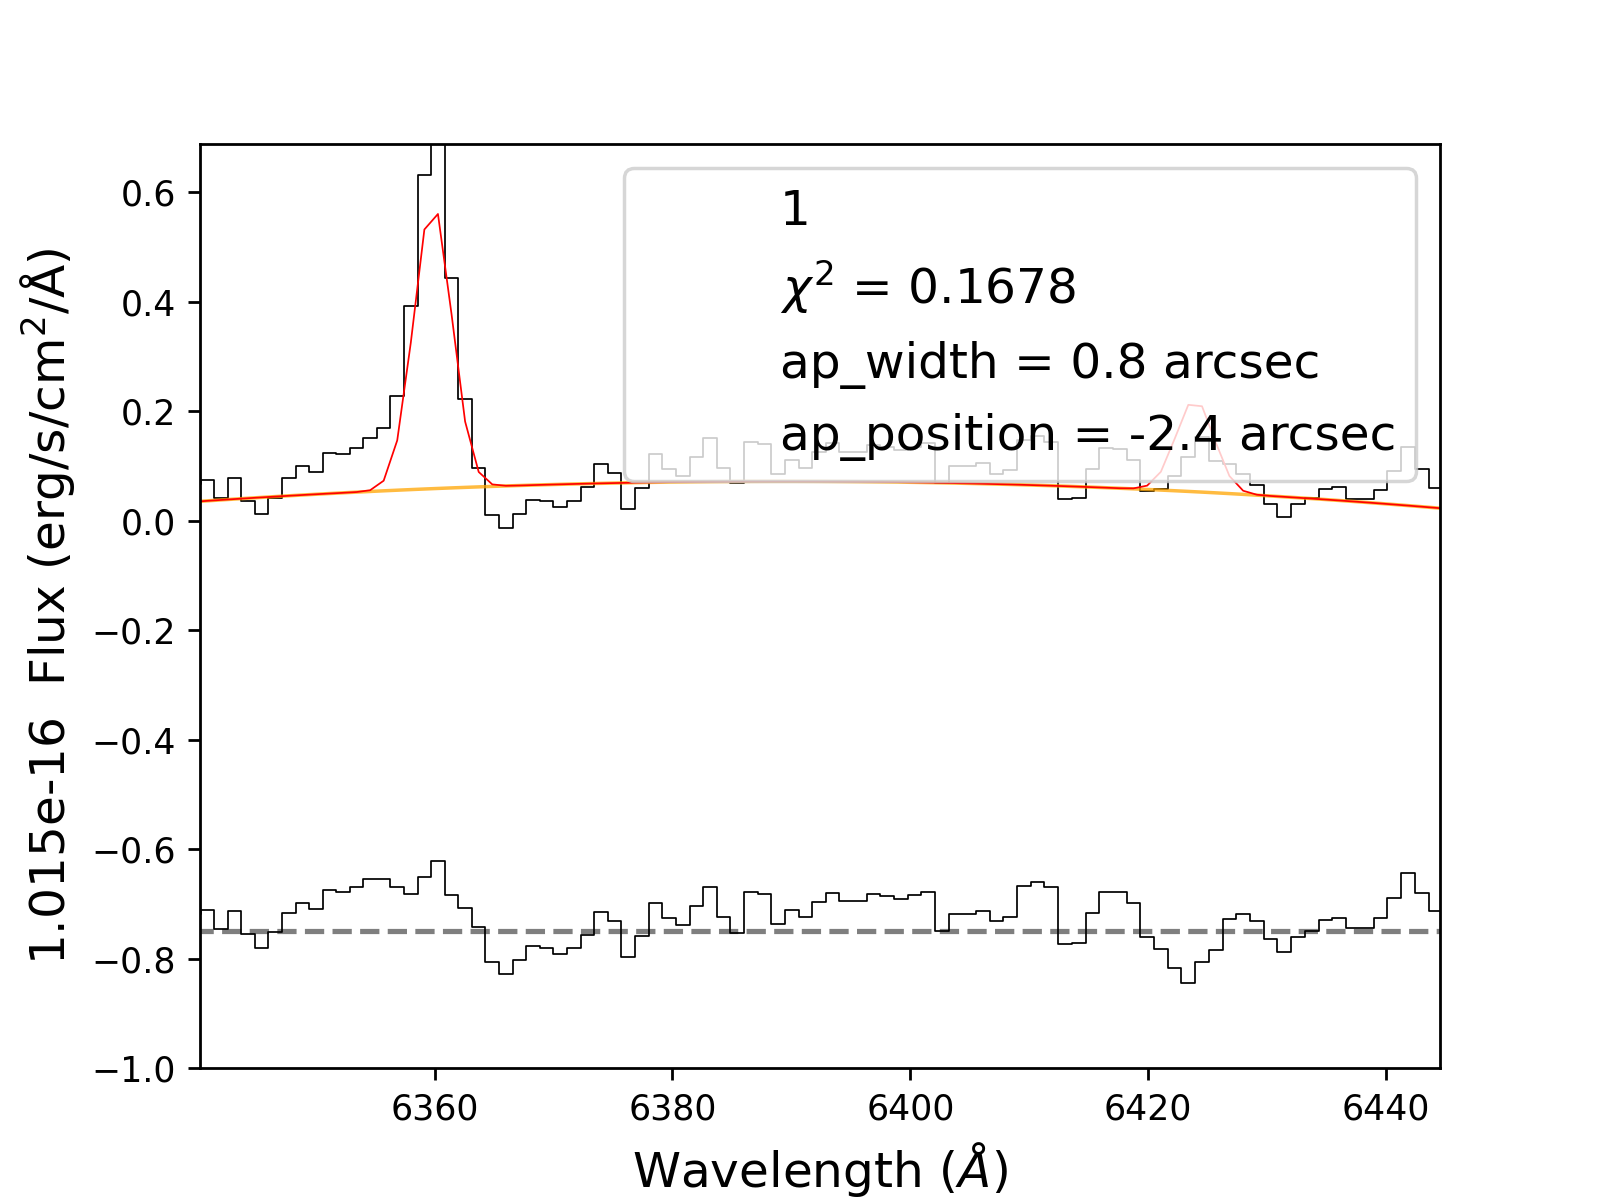 1
χ² = 0.1678
ap_width = 0.8 arcsec
ap_position = -2.4 arcsec
0.6
0.4
0.2
0.0
−0.2
−0.4
−0.6
−0.8
−1.0
1.015e-16 Flux (erg/s/cm²/Å)
6360 6380 6400 6420 6440
Wavelength (Å)